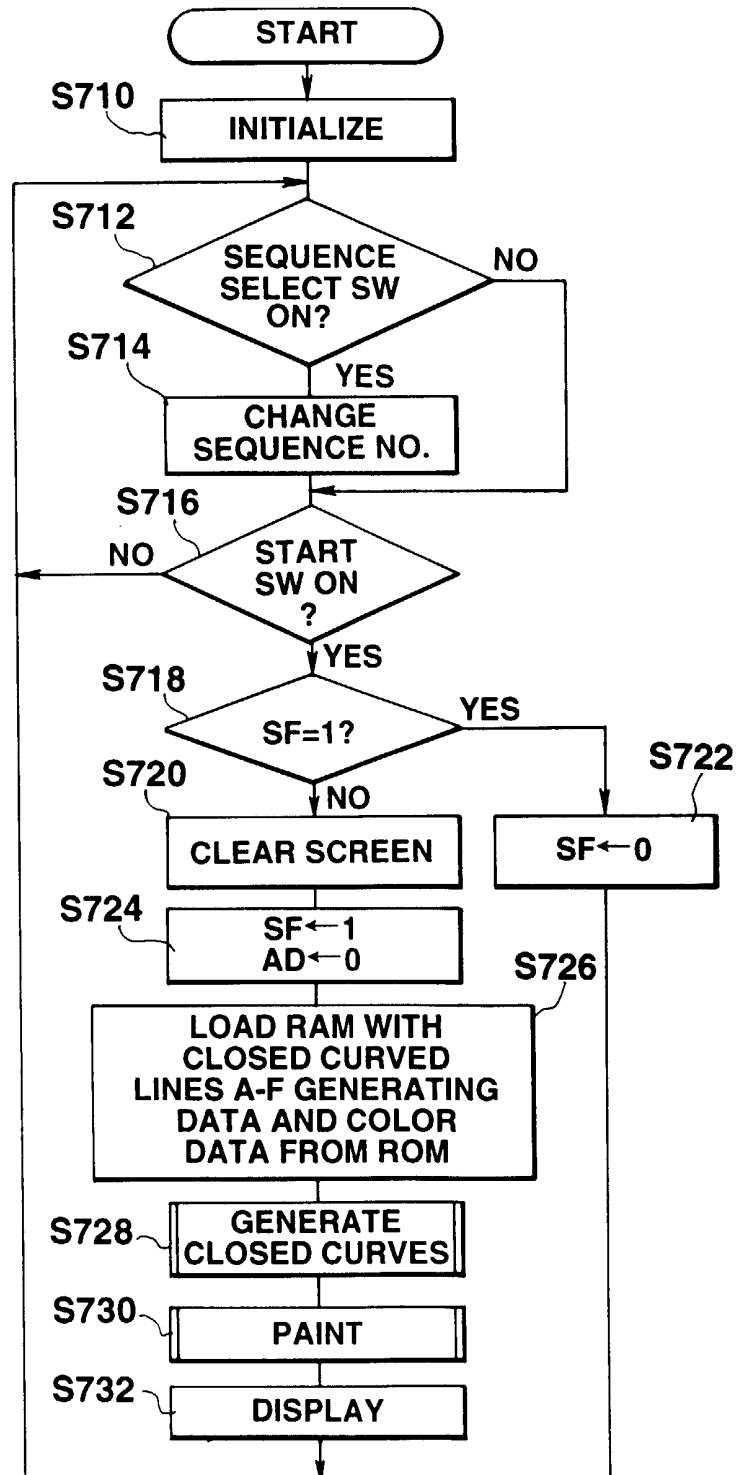 START
S710
INITIALIZE
S712
SEQUENCE
SELECT SW
ON?
NO
S714
YES
CHANGE
SEQUENCE NO.
S716
NO
START
SW ON
?
YES
S718
SF=1?
YES
S720
NO
S722
CLEAR SCREEN
SF←0
S724
SF←1
AD←0
S726
LOAD RAM WITH
CLOSED CURVED
LINES A-F GENERATING
DATA AND COLOR
DATA FROM ROM
S728
GENERATE
CLOSED CURVES
S730
PAINT
S732
DISPLAY